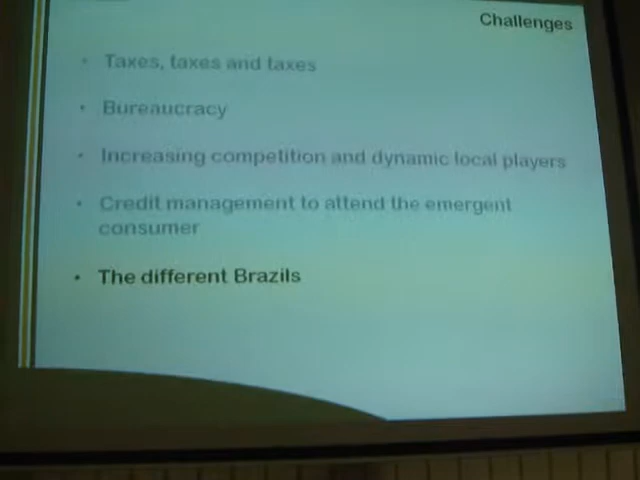 Challenges
• Taxes, taxes and taxes
• Bureaucracy
• Increasing competition and dynamic local players
• Credit management to attend the emergent
consumer
• The different Brazils